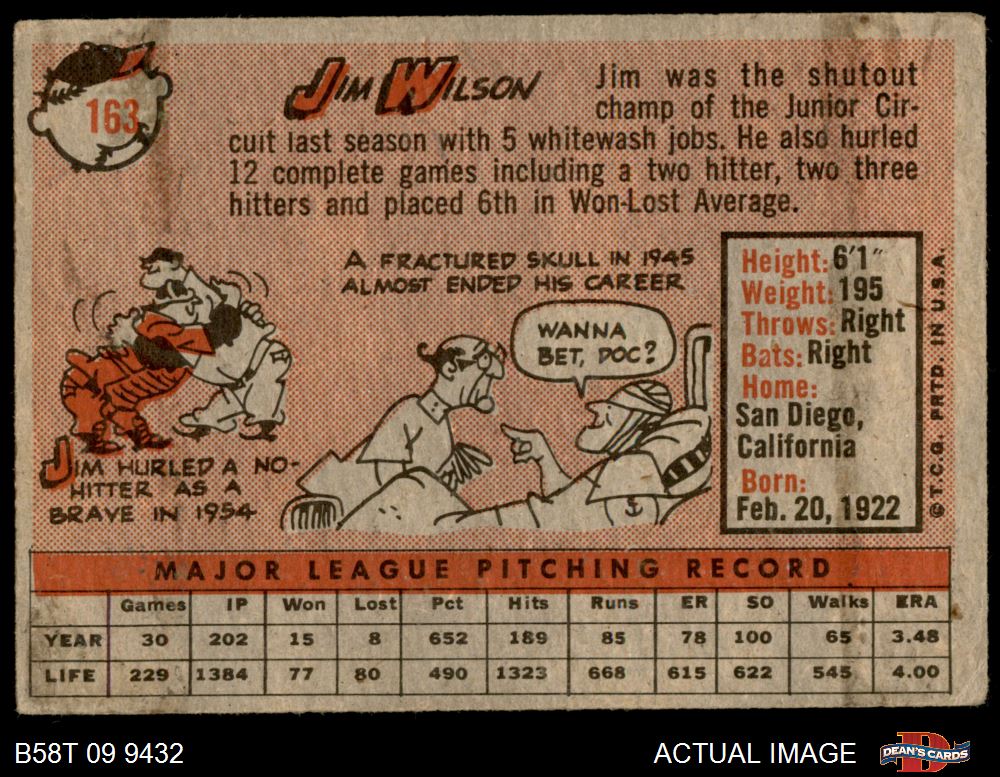 163
JIM WILSON
Jim was the shutout
champ of the Junior Cir-
cuit last season with 5 whitewash jobs. He also hurled
12 complete games including a two hitter, two three
hitters and placed 6th in Won-Lost Average.
A FRACTURED SKULL IN 1945
ALMOST ENDED HIS CAREER
WANNA
BET, DOC?
JIM HURLED A NO-
HITTER AS A
BRAVE IN 1954
Height: 6'1"
Weight: 195
Throws: Right
Bats: Right
Home:
San Diego,
California
Born:
Feb. 20, 1922
© T.C.G. PRTD. IN U.S.A.
MAJOR LEAGUE PITCHING RECORD
Games IP Won Lost Pct Hits Runs ER SO Walks ERA
YEAR 30 202 15 8 652 189 85 78 100 65 3.48
LIFE 229 1384 77 80 490 1323 668 615 622 545 4.00
B58T 09 9432
ACTUAL IMAGE
D
DEAN'S CARDS